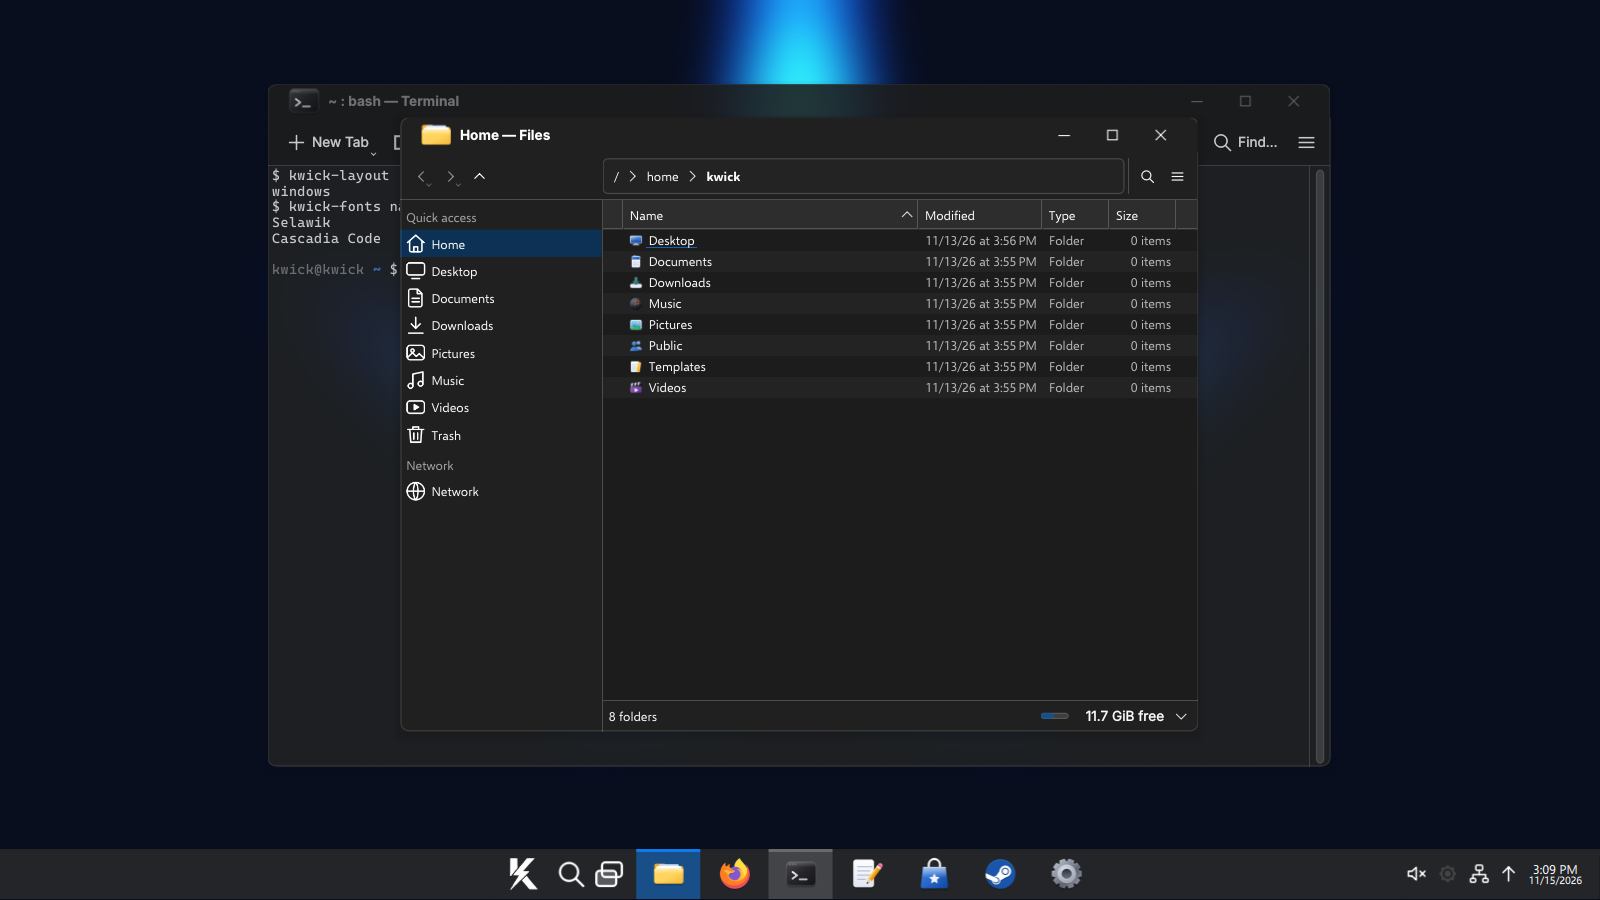 ~ : bash — Terminal
New Tab
Find...
$ kwick-layout
windows
$ kwick-fonts
Selawik
Cascadia Code
kwick@kwick ~ $
Home — Files
/ > home > kwick
Quick access
Home
Desktop
Documents
Downloads
Pictures
Music
Videos
Trash
Network
Network
Name Modified Type Size
Desktop 11/13/26 at 3:56 PM Folder 0 items
Documents 11/13/26 at 3:55 PM Folder 0 items
Downloads 11/13/26 at 3:55 PM Folder 0 items
Music 11/13/26 at 3:55 PM Folder 0 items
Pictures 11/13/26 at 3:55 PM Folder 0 items
Public 11/13/26 at 3:55 PM Folder 0 items
Templates 11/13/26 at 3:55 PM Folder 0 items
Videos 11/13/26 at 3:55 PM Folder 0 items
8 folders
11.7 GiB free
3:09 PM
11/15/2026